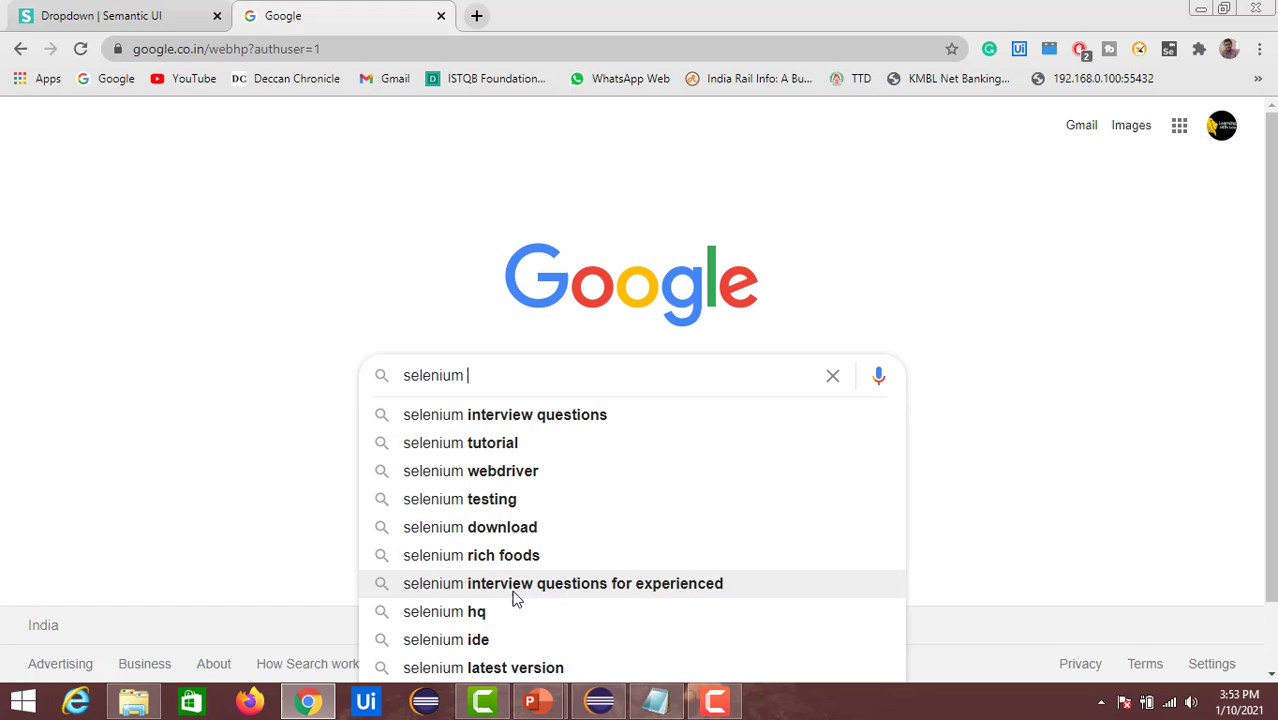 Dropdown | Semantic UI
Google
google.co.in/webhp?authuser=1
Apps Google YouTube DC Deccan Chronicle Gmail ISTQB Foundation... WhatsApp Web India Rail Info: A Bu... TTD KMBL Net Banking... 192.168.0.100:55432 »
Gmail Images
Google
selenium
selenium interview questions
selenium tutorial
selenium webdriver
selenium testing
selenium download
selenium rich foods
selenium interview questions for experienced
selenium hq
selenium ide
selenium latest version
India
Advertising Business About How Search work Privacy Terms Settings
3:53 PM
1/10/2021